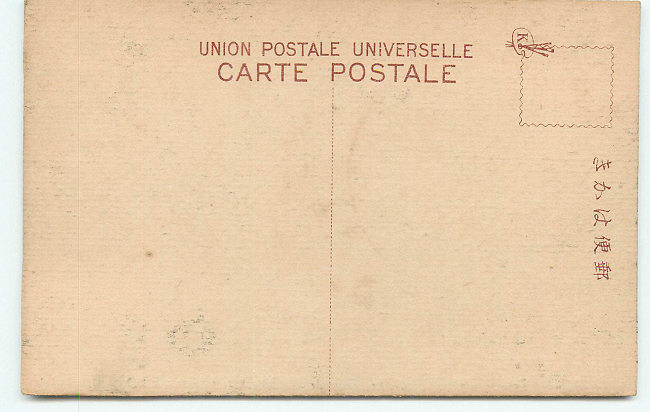 UNION POSTALE UNIVERSELLE
CARTE POSTALE
K
きかは便郵